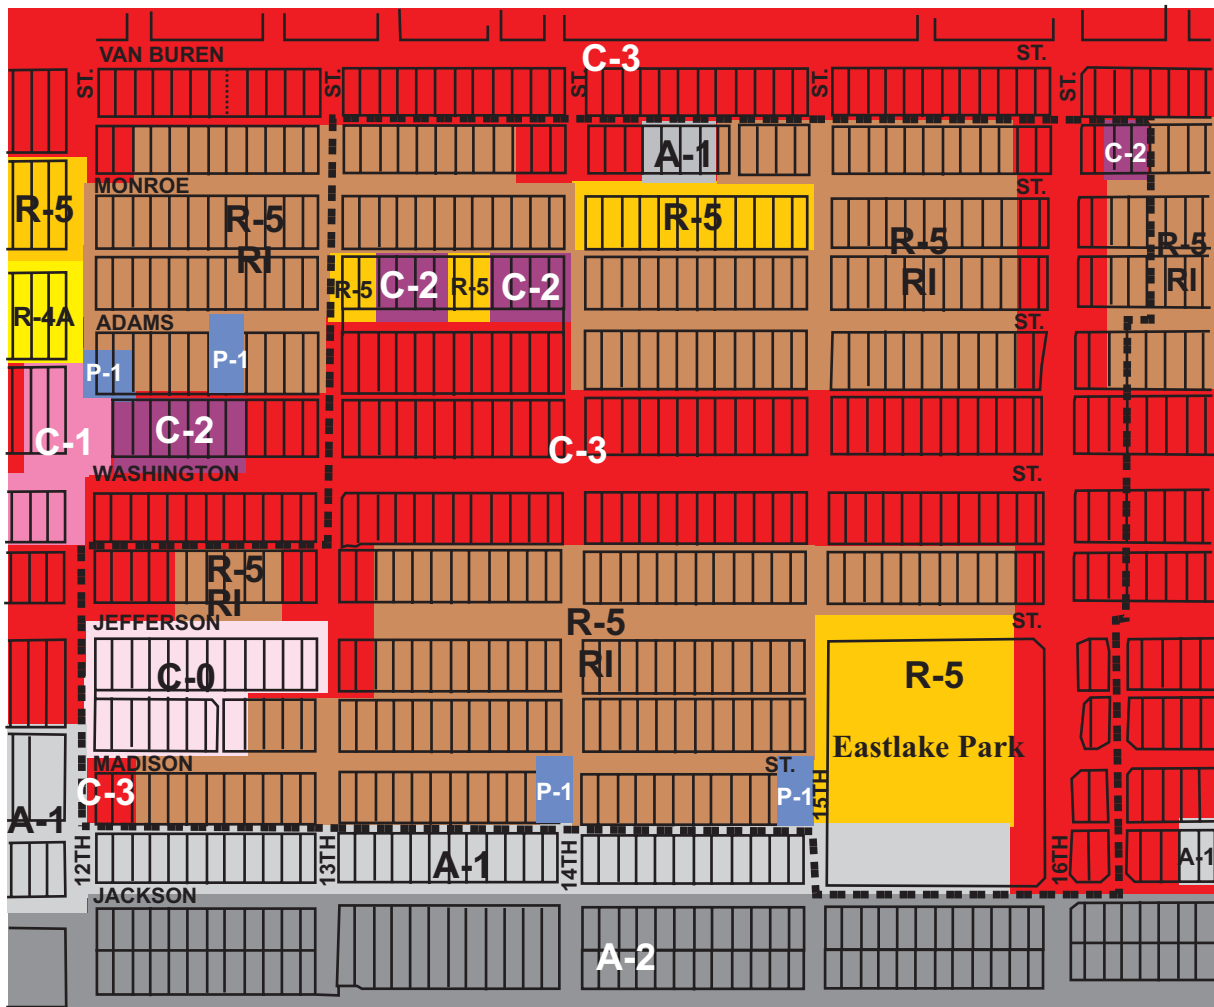 VAN BUREN
C-3
ST.
ST.
ST.
ST.
ST.
ST.
A-1
C-2
MONROE
ST.
R-5
R-5
RI
R-5
R-5
RI
R-5
RI
R-5
C-2
R-5
C-2
R-4A
ADAMS
ST.
P-1
P-1
C-1
C-2
C-3
WASHINGTON
ST.
R-5
RI
JEFFERSON
ST.
R-5
RI
C-0
R-5
Eastlake Park
MADISON
ST.
C-3
P-1
P-1
15TH
A-1
12TH
13TH
A-1
14TH
16TH
A-1
JACKSON
A-2